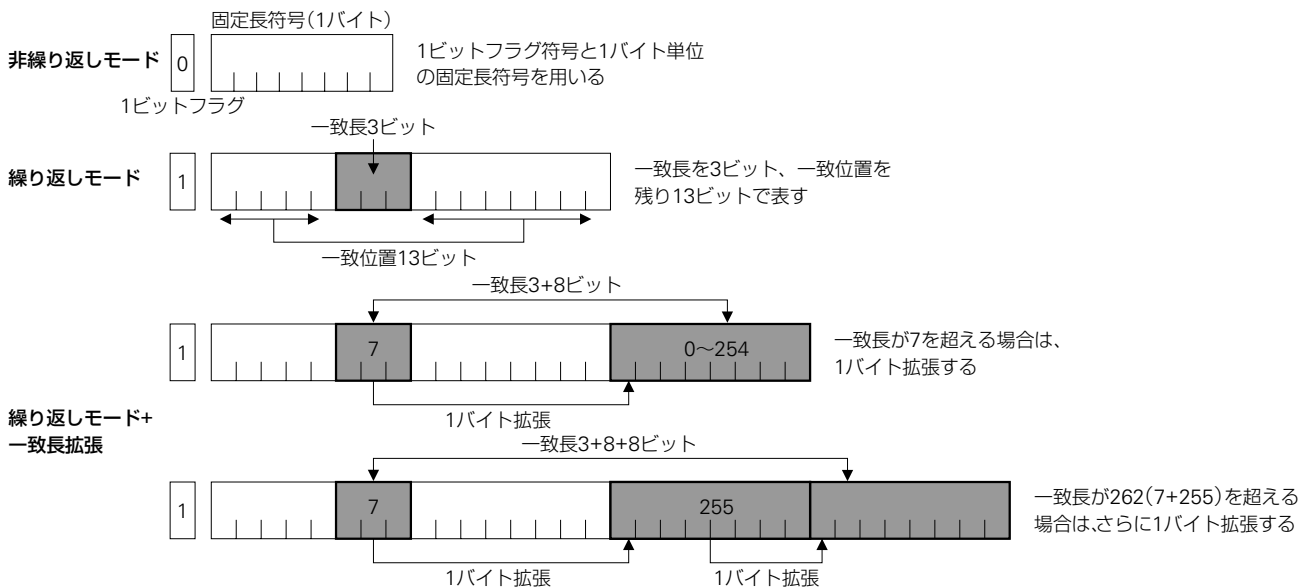 固定長符号(1バイト)
非繰り返しモード
0
1ビットフラグ符号と1バイト単位
の固定長符号を用いる
1ビットフラグ
一致長3ビット
繰り返しモード
1
一致長を3ビット、一致位置を
残り13ビットで表す
一致位置13ビット
一致長3+8ビット
1
7
0〜254
一致長が7を超える場合は、
1バイト拡張する
1バイト拡張
繰り返しモード+
一致長拡張
一致長3+8+8ビット
1
7
255
一致長が262(7+255)を超える
場合は、さらに1バイト拡張する
1バイト拡張
1バイト拡張